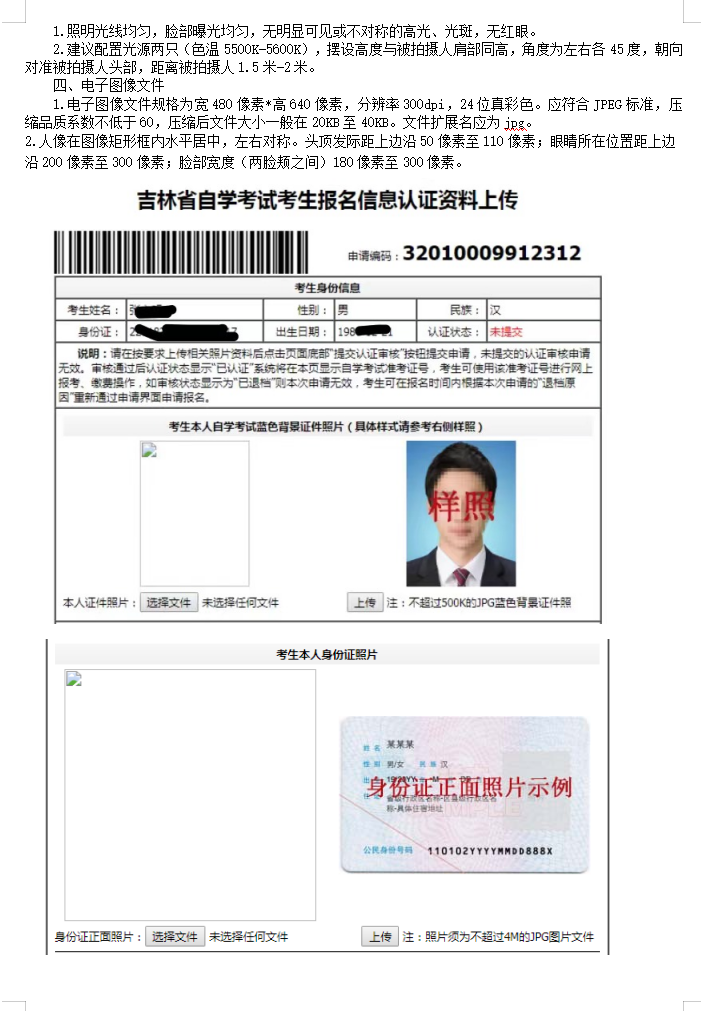 1.照明光线均匀，脸部曝光均匀，无明显可见或不对称的高光、光斑，无红眼。
2.建议配置光源两只（色温 5500K-5600K），摆设高度与被拍摄人肩部同高，角度为左右各 45 度，朝向
对准被拍摄人头部，距离被拍摄人 1.5 米-2 米。
四、电子图像文件
1.电子图像文件规格为宽 480 像素*高 640 像素，分辨率 300dpi，24 位真彩色。应符合 JPEG 标准，压
缩品质系数不低于 60，压缩后文件大小一般在 20KB 至 40KB。文件扩展名应为 jpg。
2.人像在图像矩形框内水平居中，左右对称。头顶发际距上边沿 50 像素至 110 像素；眼睛所在位置距上边
沿 200 像素至 300 像素；脸部宽度（两脸颊之间）180 像素至 300 像素。
吉林省自学考试考生报名信息认证资料上传
申请编码：32010009912312
考生身份信息
考生姓名： 性别： 男 民族： 汉
身份证： 出生日期： 198 认证状态： 未提交
说明：请在按要求上传相关照片资料后点击页面底部"提交认证审核"按钮提交申请，未提交的认证审核申请
无效。审核通过后认证状态显示"已认证"系统将在本页显示自学考试准考证号，考生可使用该准考证号进行网上
报考、缴费操作，如审核状态显示为"已退档"则本次申请无效，考生可在报名时间内根据本次申请的"退档原
因"重新通过申请界面申请报名。
考生本人自学考试蓝色背景证件照片（具体样式请参考右侧样照）
样照
本人证件照片： 选择文件 未选择任何文件 上传 注：不超过500K的JPG蓝色背景证件照
考生本人身份证照片
姓名 某某某
性别 男/女 民族 汉
身份证正面照片示例
省级行政区名称-区县级行政区名
称-具体住宿地址
公民身份号码 110102YYYYMMDD888X
身份证正面照片： 选择文件 未选择任何文件 上传 注：照片须为不超过4M的JPG图片文件